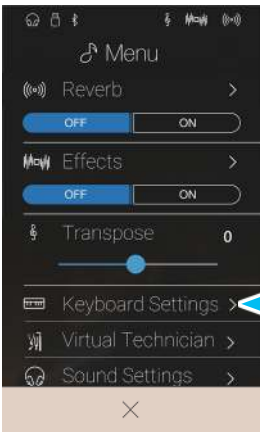 Menu
Reverb >
OFF ON
Effects >
OFF ON
Transpose 0
Keyboard Settings >
Virtual Technician >
Sound Settings >